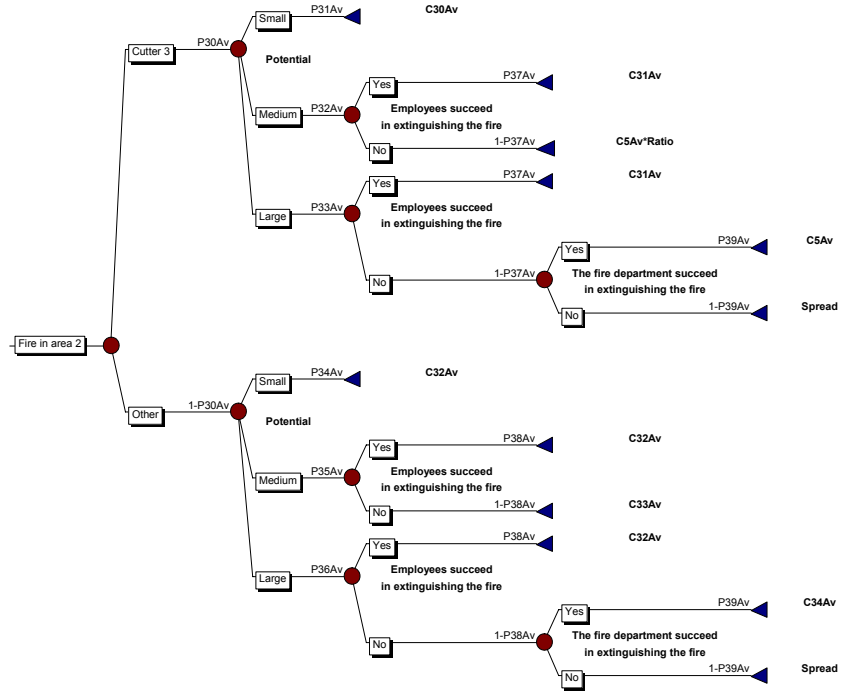 Small
P31Av
C30Av
Cutter 3
P30Av
Potential
Yes
P37Av
C31Av
Medium
P32Av
Employees succeed
in extinguishing the fire
No
1-P37Av
C5Av*Ratio
Yes
P37Av
C31Av
Large
P33Av
Employees succeed
in extinguishing the fire
Yes
P39Av
C5Av
No
1-P37Av
The fire department succeed
in extinguishing the fire
No
1-P39Av
Spread
Fire in area 2
Small
P34Av
C32Av
Other
1-P30Av
Potential
Yes
P38Av
C32Av
Medium
P35Av
Employees succeed
in extinguishing the fire
No
1-P38Av
C33Av
Yes
P38Av
C32Av
Large
P36Av
Employees succeed
in extinguishing the fire
Yes
P39Av
C34Av
No
1-P38Av
The fire department succeed
in extinguishing the fire
No
1-P39Av
Spread